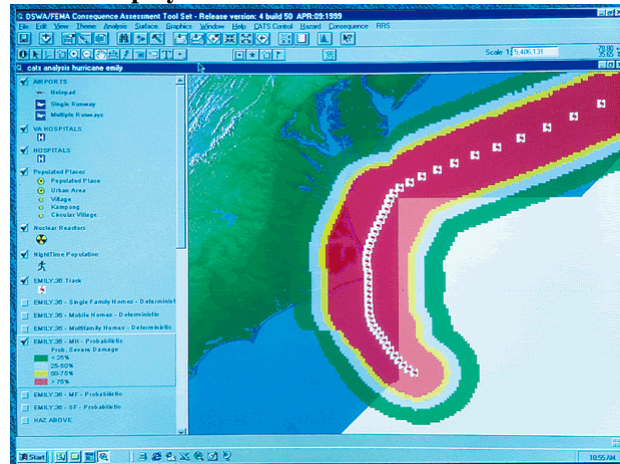 DSWA/FEMA Consequence Assessment Tool Set - Release version: 4 build 50 APR:09:1999
File Edit View Theme Analysis Surface Graphics Window Help CATS Control Hazard Consequence RRS
Scale 1: 5,406,131
cats analysis hurricane emily
AIRPORTS
Helopad
Single Runway
Multiple Runways
VA HOSPITALS
H
HOSPITALS
H
Populated Places
Populated Place
Urban Area
Village
Kampong
Circular Village
Nuclear Reactors
NightTime Population
EMILY:36 Track
EMILY:36 - Single Family Homes - Determinist
EMILY:36 - Mobile Homes - Deterministic
EMILY:36 - Multifamily Homes - Deterministic
EMILY:36 - MH - Probabilistic
Prob. Severe Damage
< 25%
25-50%
50-75%
> 75%
EMILY:36 - MF - Probabilistic
EMILY:36 - SF - Probabilistic
HAZ ABOVE
Start
10:55 AM